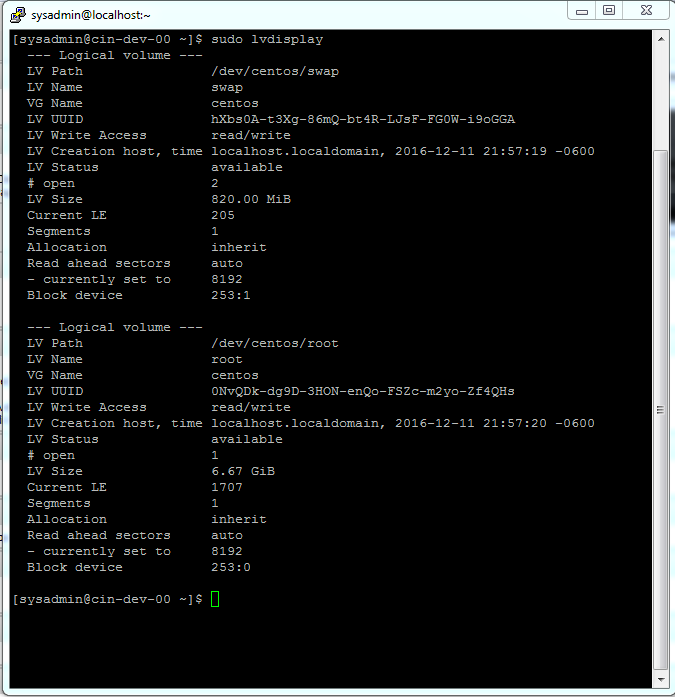 sysadmin@localhost:~
[sysadmin@cin-dev-00 ~]$ sudo lvdisplay
--- Logical volume ---
LV Path                /dev/centos/swap
LV Name                swap
VG Name                centos
LV UUID                hXbs0A-t3Xg-86mQ-bt4R-LJsF-FG0W-i9oGGA
LV Write Access        read/write
LV Creation host, time localhost.localdomain, 2016-12-11 21:57:19 -0600
LV Status              available
# open                 2
LV Size                820.00 MiB
Current LE             205
Segments               1
Allocation             inherit
Read ahead sectors     auto
- currently set to     8192
Block device           253:1
--- Logical volume ---
LV Path                /dev/centos/root
LV Name                root
VG Name                centos
LV UUID                0NvQDk-dg9D-3HON-enQo-FSZc-m2yo-Zf4QHs
LV Write Access        read/write
LV Creation host, time localhost.localdomain, 2016-12-11 21:57:20 -0600
LV Status              available
# open                 1
LV Size                6.67 GiB
Current LE             1707
Segments               1
Allocation             inherit
Read ahead sectors     auto
- currently set to     8192
Block device           253:0
[sysadmin@cin-dev-00 ~]$